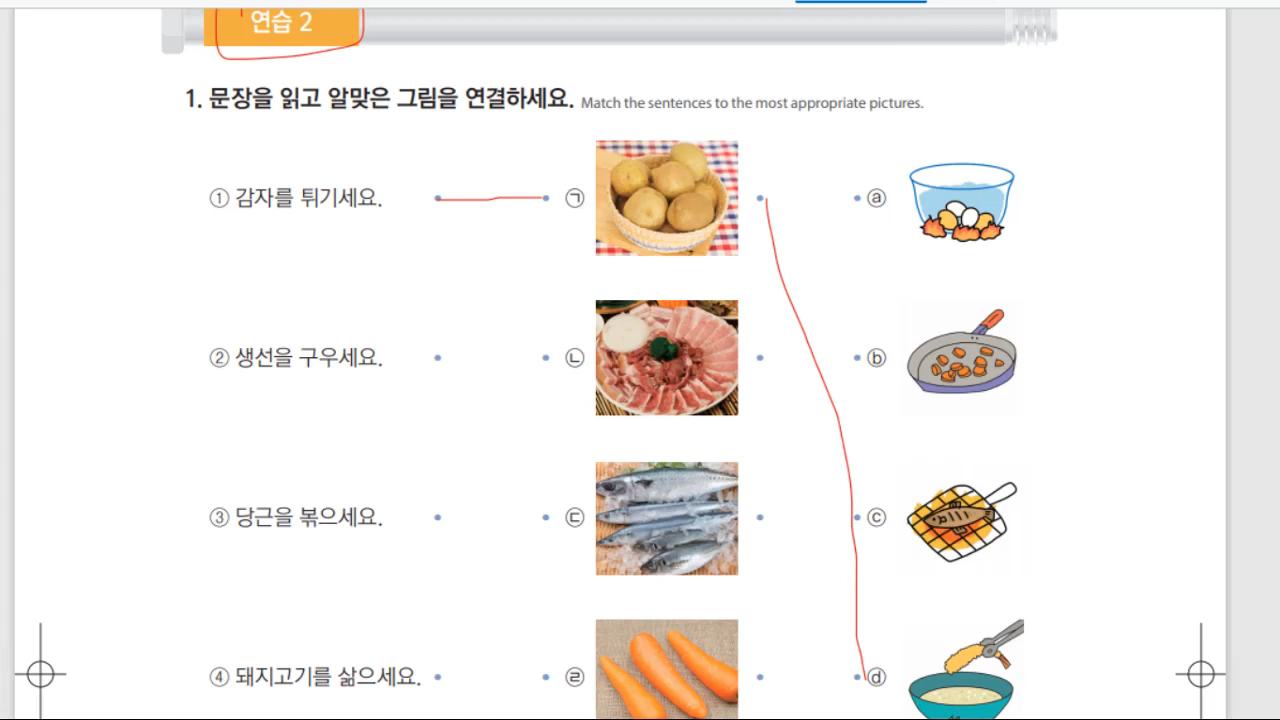 연습 2
1. 문장을 읽고 알맞은 그림을 연결하세요. Match the sentences to the most appropriate pictures.
① 감자를 튀기세요. ㉠ ⓐ
② 생선을 구우세요. ㉡ ⓑ
③ 당근을 볶으세요. ㉢ ⓒ
④ 돼지고기를 삶으세요. ㉣ ⓓ